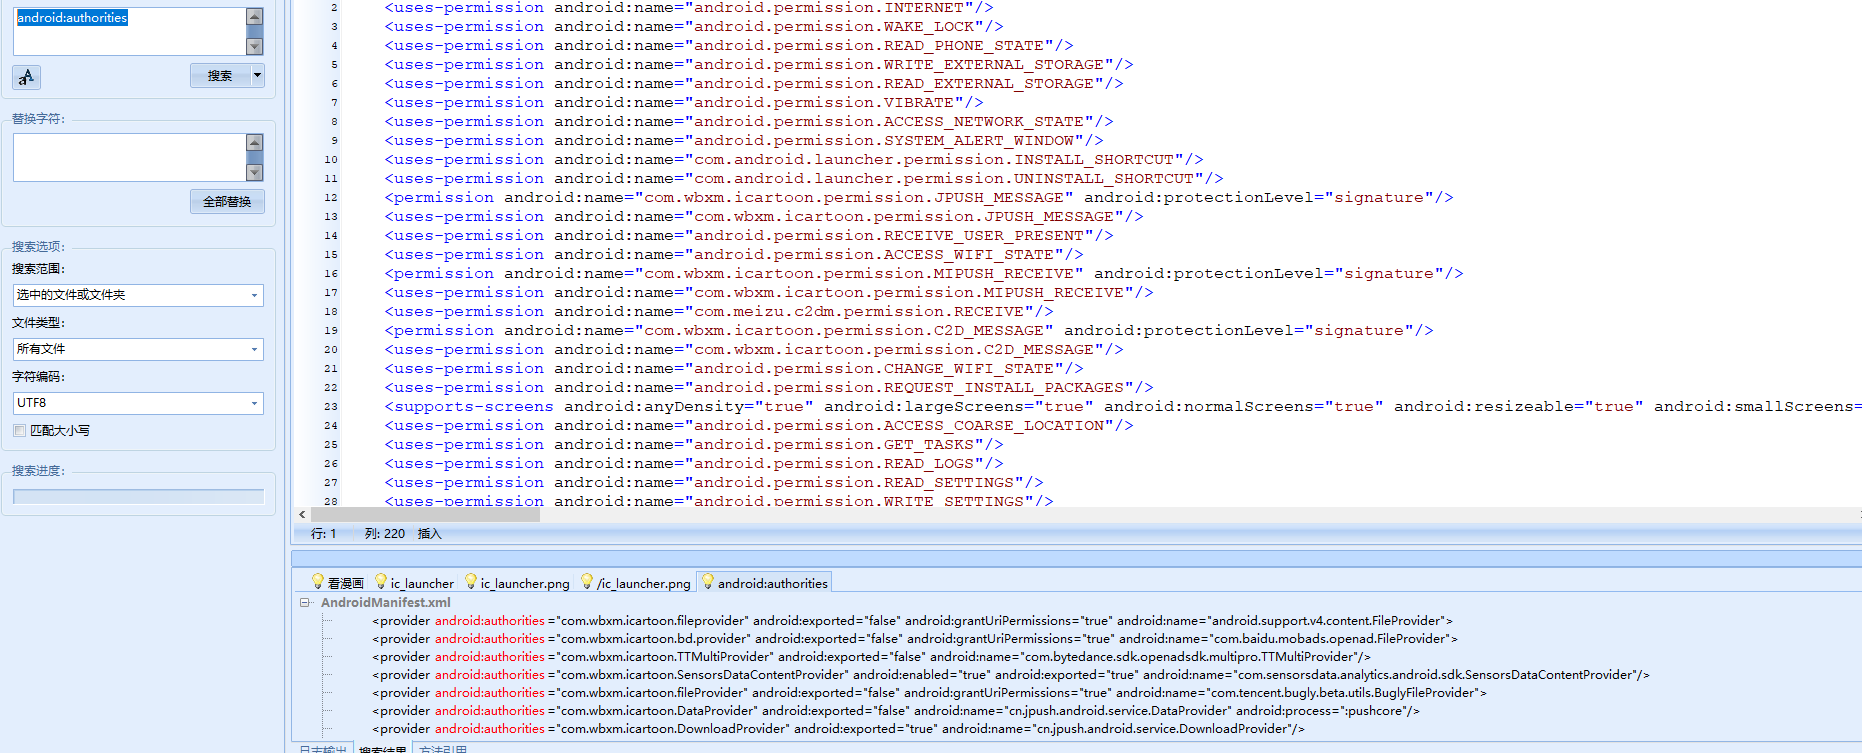 android:authorities
搜索
替换字符:
全部替换
搜索选项:
搜索范围:
选中的文件或文件夹
文件类型:
所有文件
字符编码:
UTF8
匹配大小写
搜索进度:
2 <uses-permission android:name="android.permission.INTERNET"/>
3 <uses-permission android:name="android.permission.WAKE_LOCK"/>
4 <uses-permission android:name="android.permission.READ_PHONE_STATE"/>
5 <uses-permission android:name="android.permission.WRITE_EXTERNAL_STORAGE"/>
6 <uses-permission android:name="android.permission.READ_EXTERNAL_STORAGE"/>
7 <uses-permission android:name="android.permission.VIBRATE"/>
8 <uses-permission android:name="android.permission.ACCESS_NETWORK_STATE"/>
9 <uses-permission android:name="android.permission.SYSTEM_ALERT_WINDOW"/>
10 <uses-permission android:name="com.android.launcher.permission.INSTALL_SHORTCUT"/>
11 <uses-permission android:name="com.android.launcher.permission.UNINSTALL_SHORTCUT"/>
12 <permission android:name="com.wbxm.icartoon.permission.JPUSH_MESSAGE" android:protectionLevel="signature"/>
13 <uses-permission android:name="com.wbxm.icartoon.permission.JPUSH_MESSAGE"/>
14 <uses-permission android:name="android.permission.RECEIVE_USER_PRESENT"/>
15 <uses-permission android:name="android.permission.ACCESS_WIFI_STATE"/>
16 <permission android:name="com.wbxm.icartoon.permission.MIPUSH_RECEIVE" android:protectionLevel="signature"/>
17 <uses-permission android:name="com.wbxm.icartoon.permission.MIPUSH_RECEIVE"/>
18 <uses-permission android:name="com.meizu.c2dm.permission.RECEIVE"/>
19 <permission android:name="com.wbxm.icartoon.permission.C2D_MESSAGE" android:protectionLevel="signature"/>
20 <uses-permission android:name="com.wbxm.icartoon.permission.C2D_MESSAGE"/>
21 <uses-permission android:name="android.permission.CHANGE_WIFI_STATE"/>
22 <uses-permission android:name="android.permission.REQUEST_INSTALL_PACKAGES"/>
23 <supports-screens android:anyDensity="true" android:largeScreens="true" android:normalScreens="true" android:resizeable="true" android:smallScreens=
24 <uses-permission android:name="android.permission.ACCESS_COARSE_LOCATION"/>
25 <uses-permission android:name="android.permission.GET_TASKS"/>
26 <uses-permission android:name="android.permission.READ_LOGS"/>
27 <uses-permission android:name="android.permission.READ_SETTINGS"/>
28 <uses-permission android:name="android.permission.WRITE_SETTINGS"/>
行: 1 列: 220 插入
看漫画 ic_launcher ic_launcher.png /ic_launcher.png android:authorities
AndroidManifest.xml
<provider android:authorities="com.wbxm.icartoon.fileprovider" android:exported="false" android:grantUriPermissions="true" android:name="android.support.v4.content.FileProvider">
<provider android:authorities="com.wbxm.icartoon.bd.provider" android:exported="false" android:grantUriPermissions="true" android:name="com.baidu.mobads.openad.FileProvider">
<provider android:authorities="com.wbxm.icartoon.TTMultiProvider" android:exported="false" android:name="com.bytedance.sdk.openadsdk.multipro.TTMultiProvider"/>
<provider android:authorities="com.wbxm.icartoon.SensorsDataContentProvider" android:enabled="true" android:exported="true" android:name="com.sensorsdata.analytics.android.sdk.SensorsDataContentProvider"/>
<provider android:authorities="com.wbxm.icartoon.fileProvider" android:exported="false" android:grantUriPermissions="true" android:name="com.tencent.bugly.beta.utils.BuglyFileProvider">
<provider android:authorities="com.wbxm.icartoon.DataProvider" android:exported="false" android:name="cn.jpush.android.service.DataProvider" android:process=":pushcore"/>
<provider android:authorities="com.wbxm.icartoon.DownloadProvider" android:exported="true" android:name="cn.jpush.android.service.DownloadProvider"/>
日志输出 搜索结果 方法引用